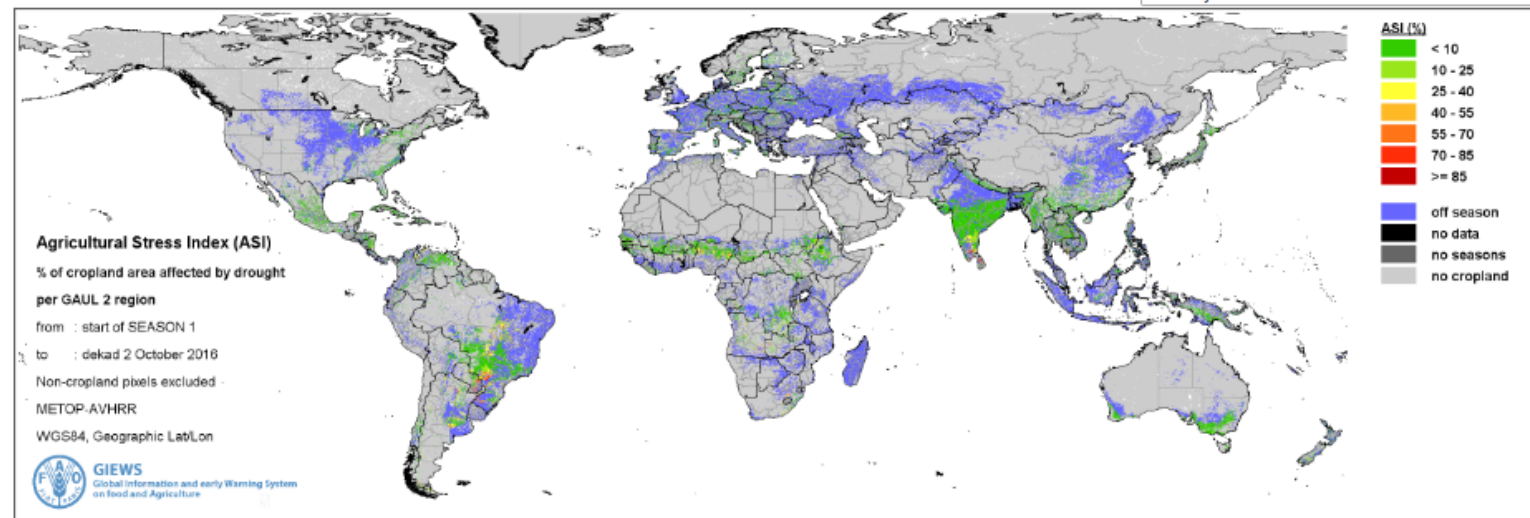 Agricultural Stress Index (ASI)
% of cropland area affected by drought
per GAUL 2 region
from : start of SEASON 1
to : dekad 2 October 2016
Non-cropland pixels excluded
METOP-AVHRR
WGS84, Geographic Lat/Lon
GIEWS
Global Information and early Warning System
on food and Agriculture
ASI (%)
< 10
10 - 25
25 - 40
40 - 55
55 - 70
70 - 85
>= 85
off season
no data
no seasons
no cropland